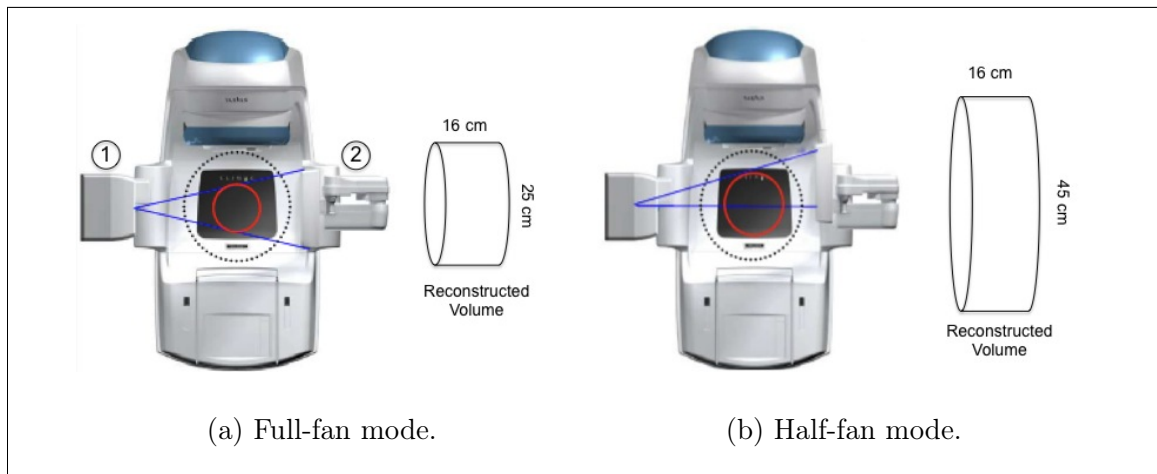 1
2
16 cm
25 cm
Reconstructed
Volume
16 cm
45 cm
Reconstructed
Volume
(a) Full-fan mode.
(b) Half-fan mode.